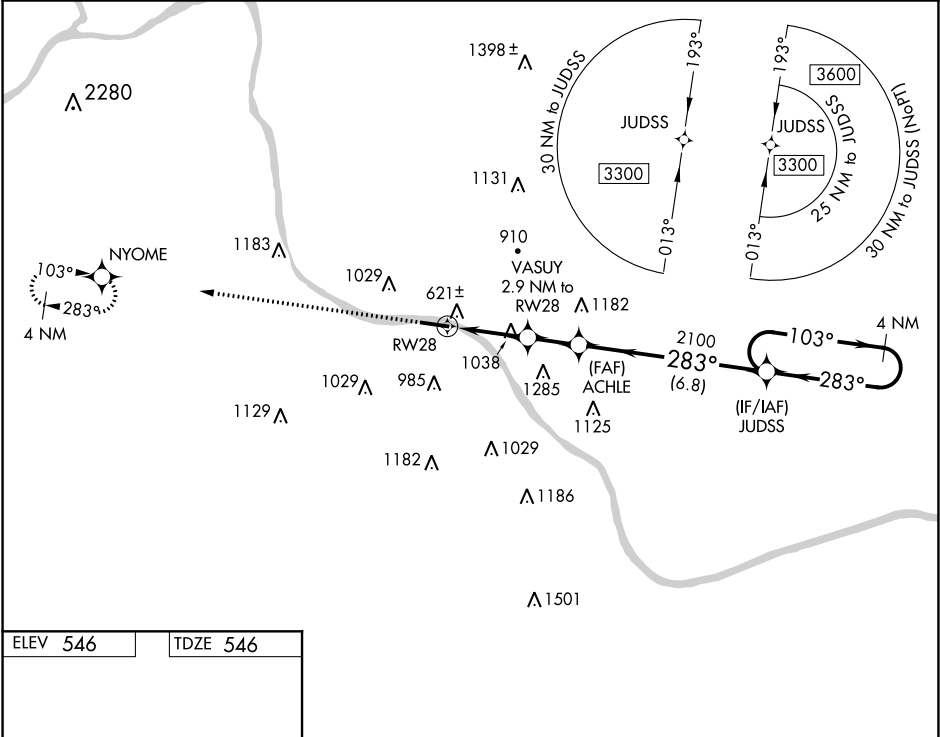 1398 ±
2280
1131
30 NM to JUDSS
193°
JUDSS
3300
013°
193°
3600
JUDSS
3300
25 NM to JUDSS
30 NM to JUDSS (NoPT)
013°
910
VASUY
2.9 NM to
RW28
1183
1029
621±
1182
NYOME
103°
283°
4 NM
RW28
1038
(FAF)
ACHLE
2100
283°
(6.8)
103°
4 NM
283°
(IF/IAF)
JUDSS
1285
1029
985
1129
1125
1182
1029
1186
1501
ELEV 546
TDZE 546